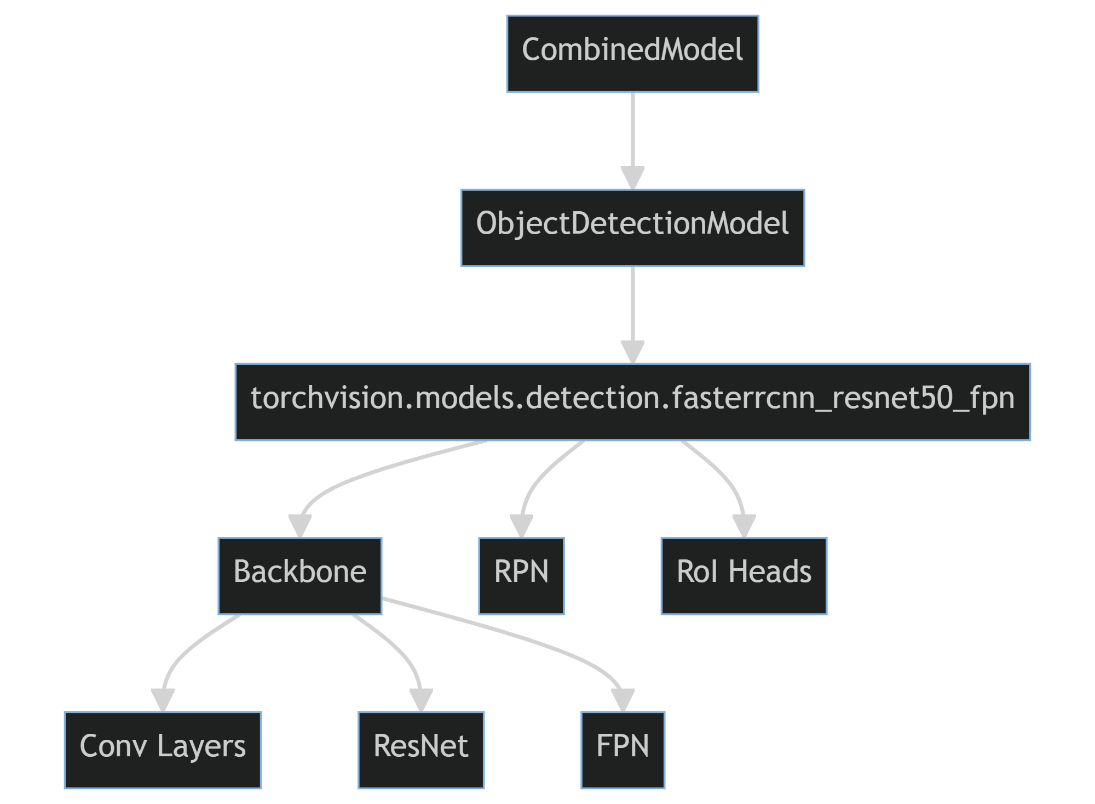 CombinedModel
ObjectDetectionModel
torchvision.models.detection.fasterrcnn_resnet50_fpn
Backbone
RPN
RoI Heads
Conv Layers
ResNet
FPN